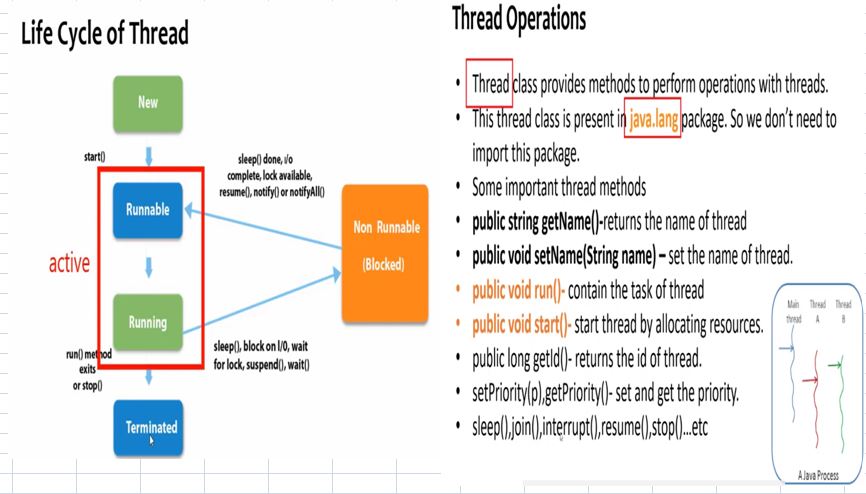 Life Cycle of Thread
New
start()
sleep() done, i/o
complete, lock available,
resume(), notify() or notifyAll()
Runnable
Non Runnable
(Blocked)
active
Running
sleep(), block on I/O, wait
for lock, suspend(), wait()
run() method
exits
or stop()
Terminated
Thread Operations
• Thread class provides methods to perform operations with threads.
• This thread class is present in java.lang package. So we don't need to
import this package.
• Some important thread methods
• public string getName()-returns the name of thread
• public void setName(String name) – set the name of thread.
• public void run()- contain the task of thread
• public void start()- start thread by allocating resources.
• public long getId()- returns the id of thread.
• setPriority(p),getPriority()- set and get the priority.
• sleep(),join(),interrupt(),resume(),stop()...etc
Main
thread
Thread
A
Thread
B
A Java Process